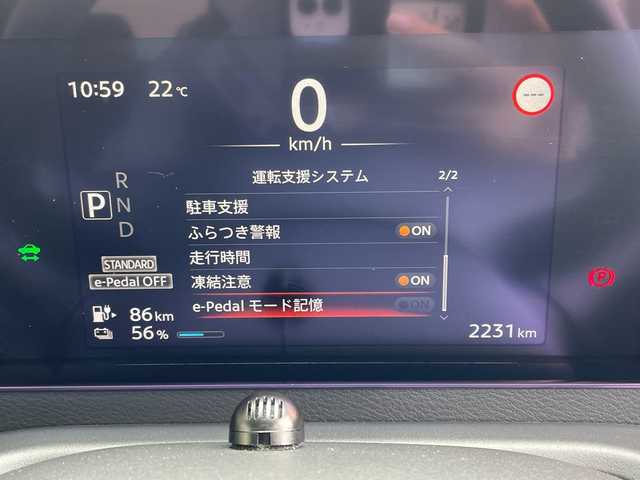 10:59 22℃
0
km/h
運転支援システム 2/2
R
P N
D
駐車支援
ふらつき警報 ON
走行時間
凍結注意 ON
e-Pedal モード記憶 ON
STANDARD
e-Pedal OFF
86km
56%
2231km
P